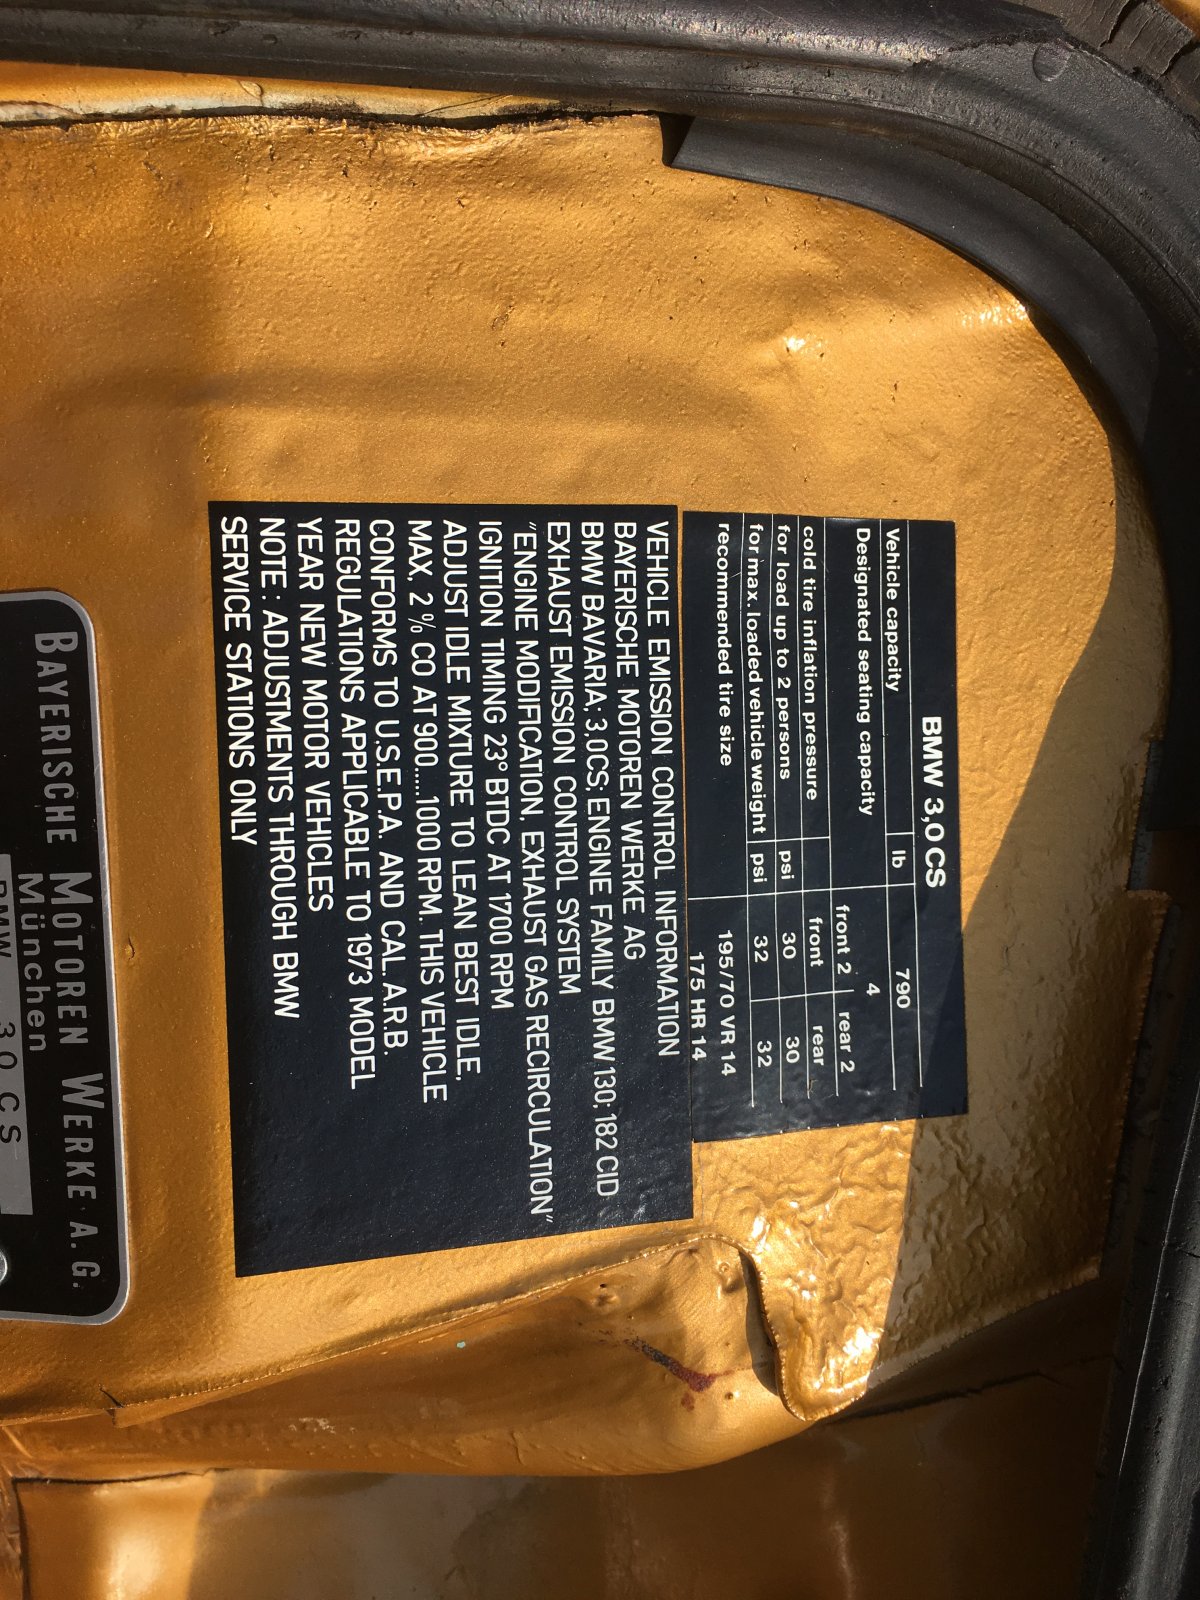 BMW 3,0 CS
Vehicle capacity lb 790
Designated seating capacity 4
front 2 rear 2
cold tire inflation pressure front rear
for load up to 2 persons psi 30 30
for max. loaded vehicle weight psi 32 32
recommended tire size 195/70 VR 14
175 HR 14
VEHICLE EMISSION CONTROL INFORMATION
BAYERISCHE MOTOREN WERKE AG
BMW BAVARIA; 3,0CS; ENGINE FAMILY BMW 130; 182 CID
EXHAUST EMISSION CONTROL SYSTEM
"ENGINE MODIFICATION, EXHAUST GAS RECIRCULATION"
IGNITION TIMING 23° BTDC AT 1700 RPM
ADJUST IDLE MIXTURE TO LEAN BEST IDLE,
MAX, 2 % CO AT 900.....1000 RPM. THIS VEHICLE
CONFORMS TO U.S.E.P.A. AND CAL. A.R.B.
REGULATIONS APPLICABLE TO 1973 MODEL
YEAR NEW MOTOR VEHICLES
NOTE: ADJUSTMENTS THROUGH BMW
SERVICE STATIONS ONLY
BAYERISCHE MOTOREN WERKE·A.G.
München
BMW 3.0 CS